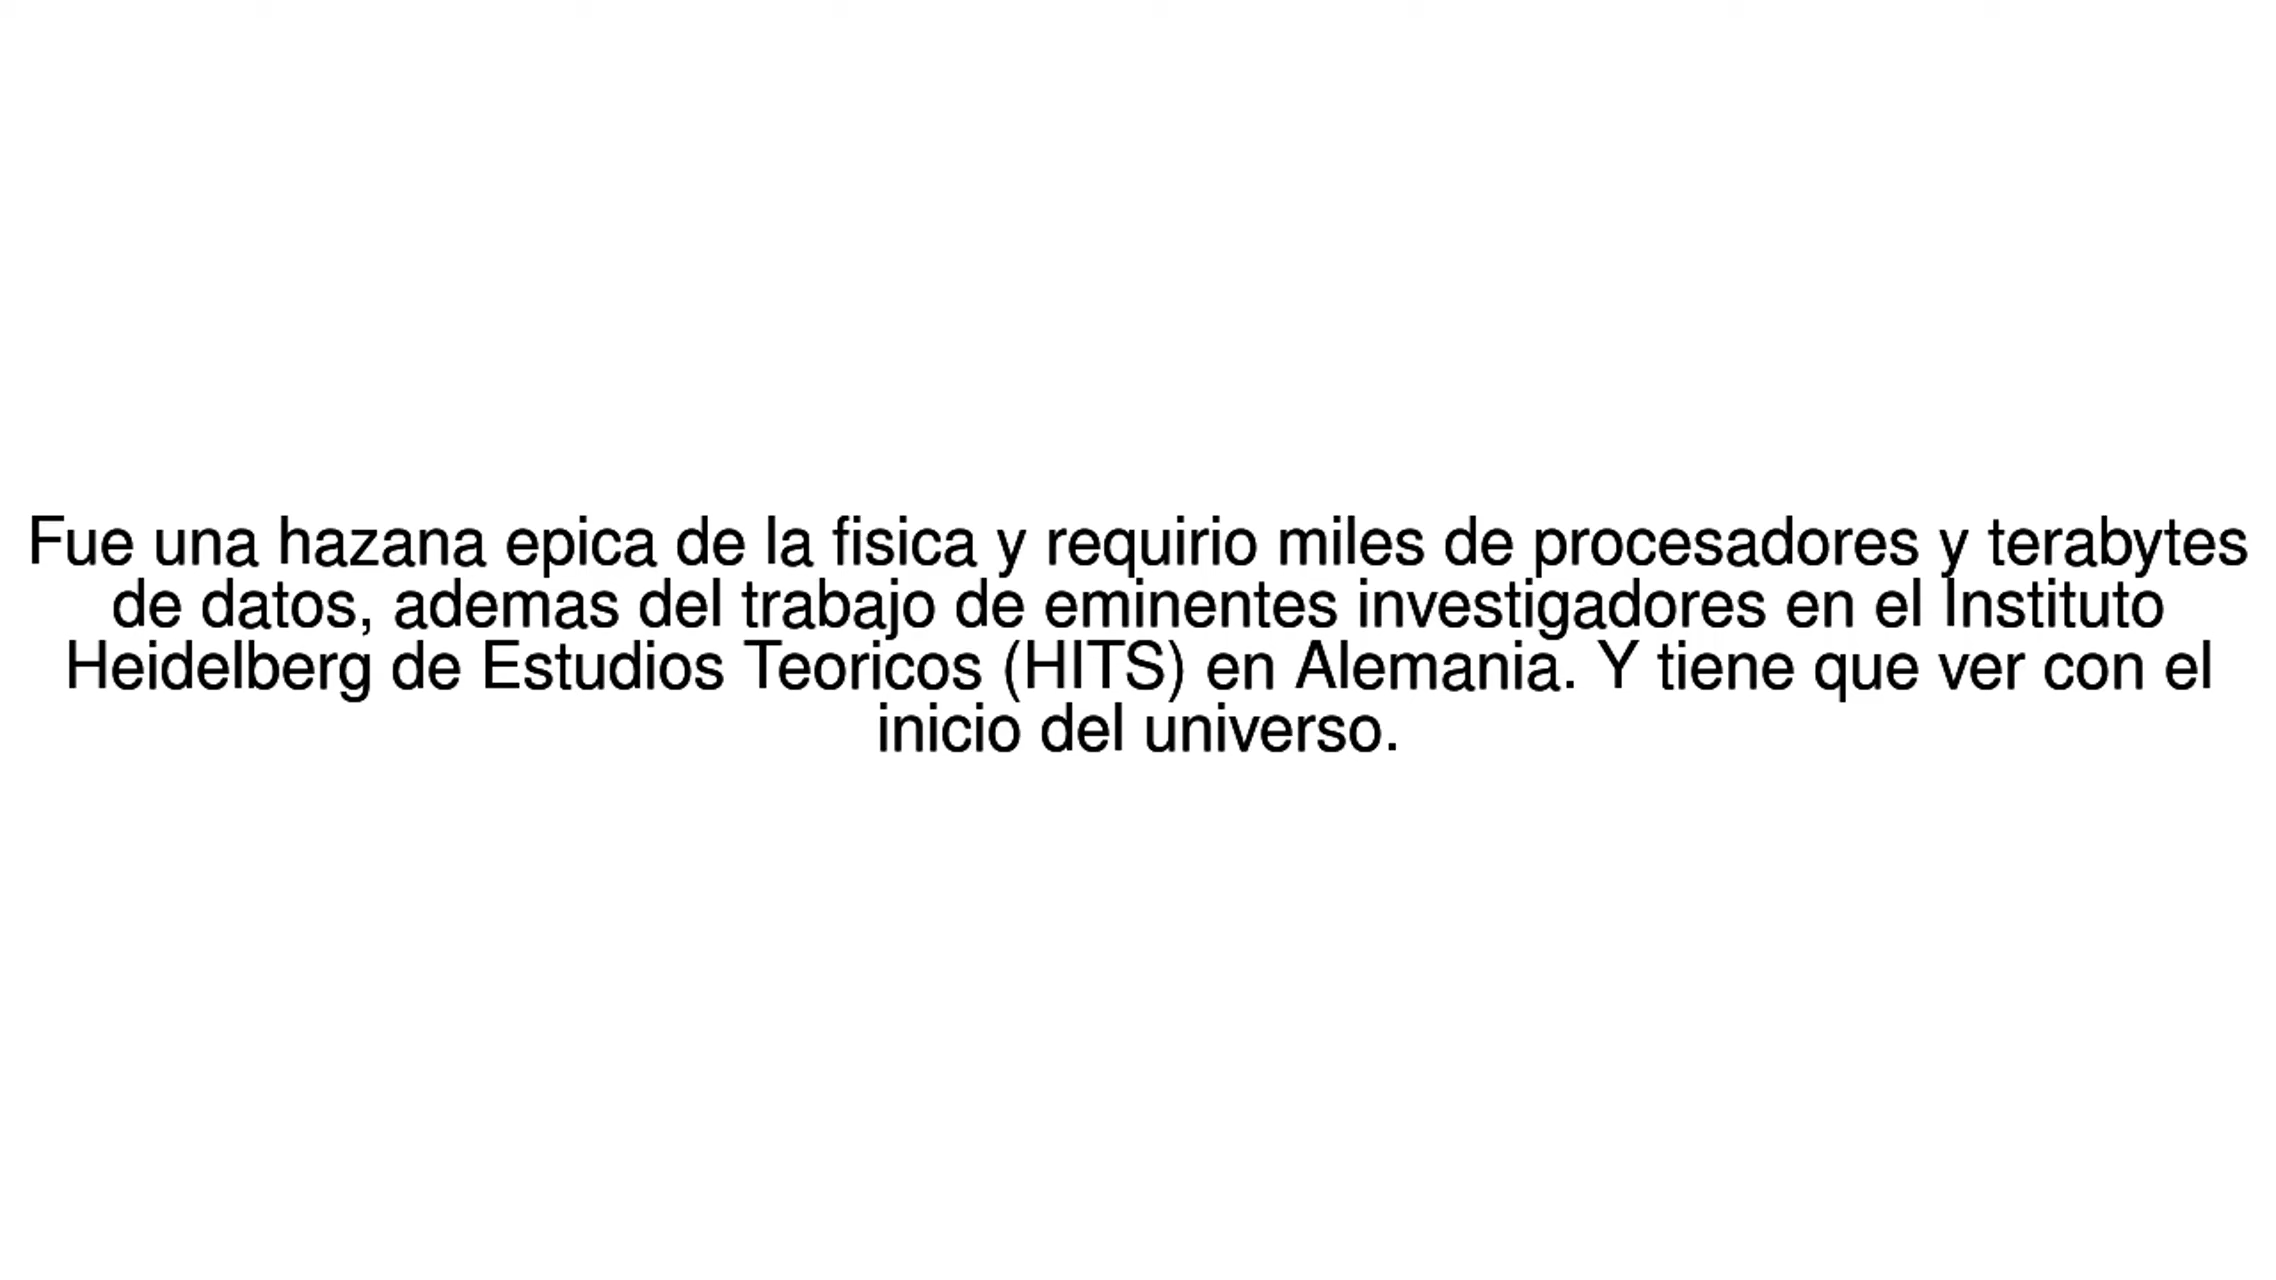 Fue una hazana epica de la fisica y requirio miles de procesadores y terabytes
de datos, ademas del trabajo de eminentes investigadores en el Instituto
Heidelberg de Estudios Teoricos (HITS) en Alemania. Y tiene que ver con el
inicio del universo.